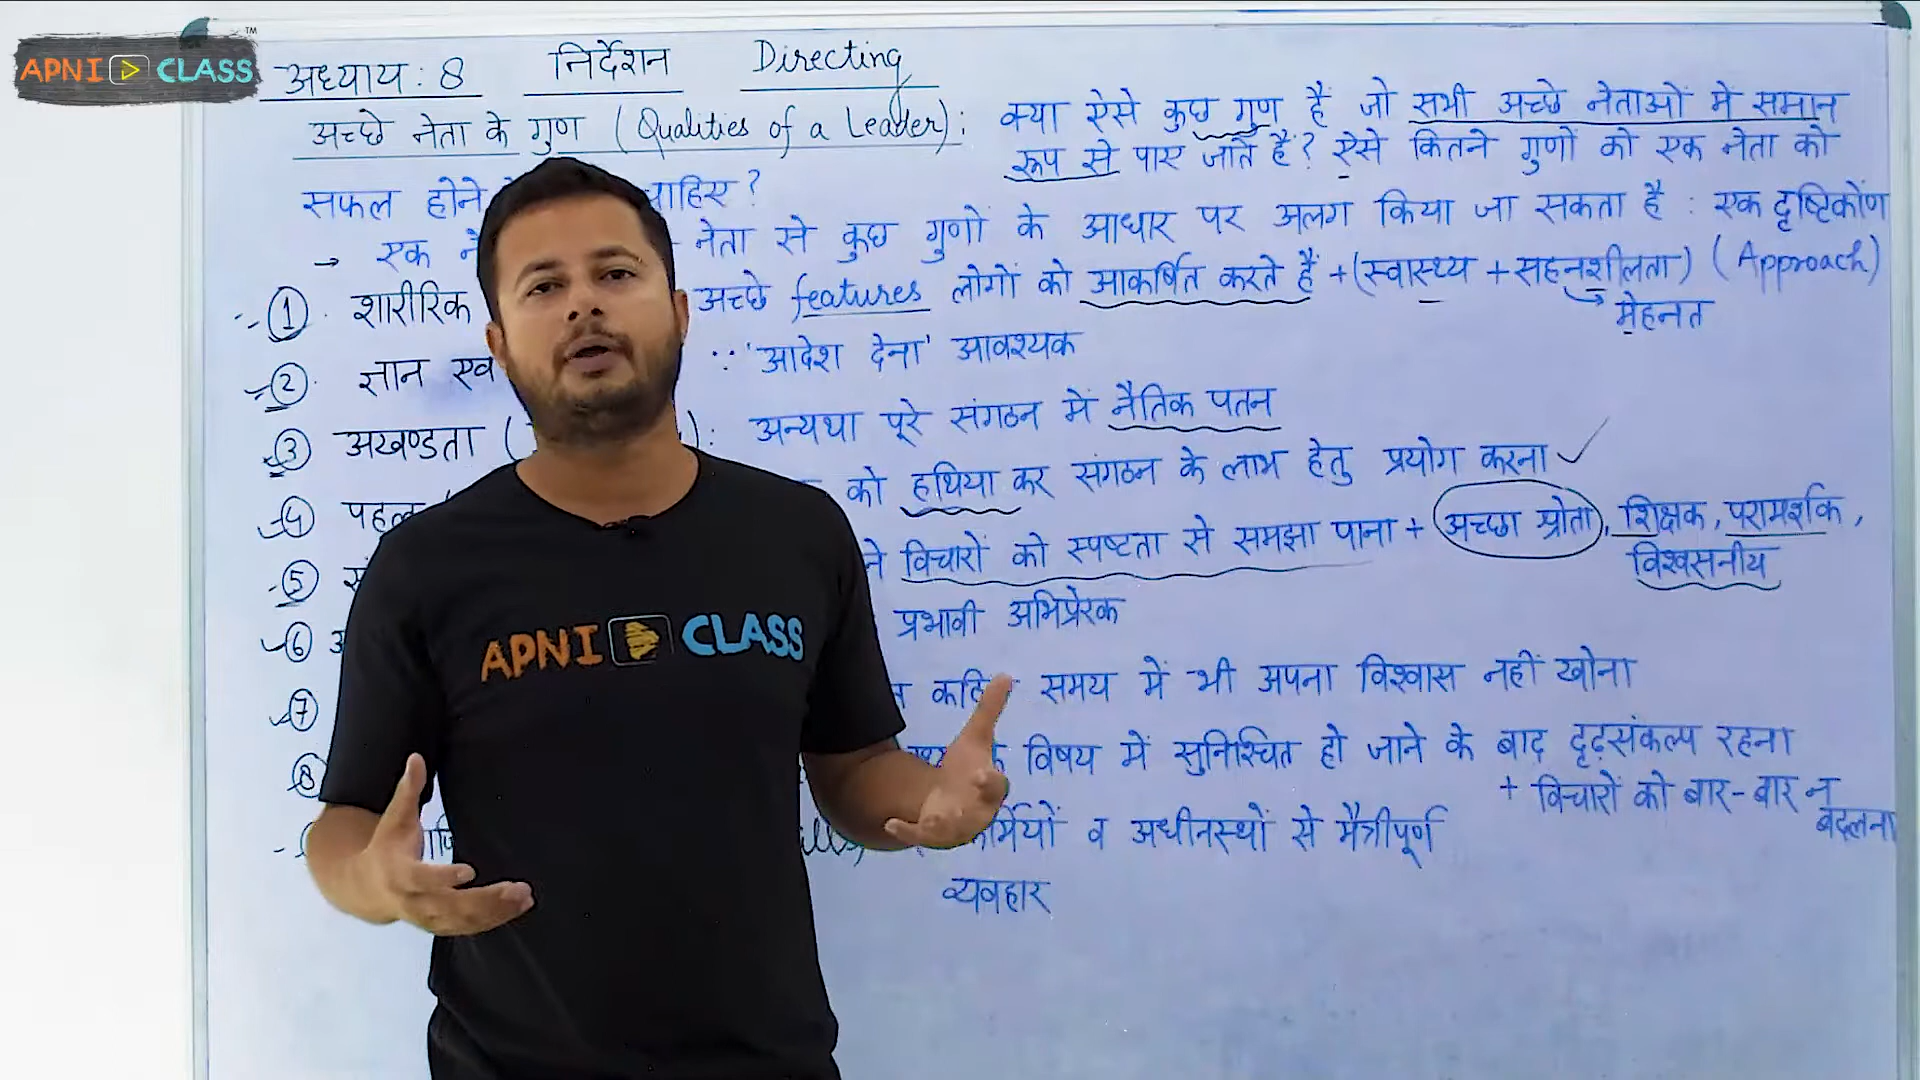 APNI CLASS ™
अध्याय : 8 निर्देशन Directing
अच्छे नेता के गुण (Qualities of a Leader) : क्या ऐसे कुछ गुण हैं जो सभी अच्छे नेताओं में समान
रूप से पाए जाते हैं? ऐसे कितने गुणों को एक नेता को
सफल होने चाहिए?
→ एक नेता से कुछ गुणों के आधार पर अलग किया जा सकता है : एक दृष्टिकोण
(Approach)
① शारीरिक अच्छे features लोगों को आकर्षित करते हैं + (स्वास्थ्य + सहनशीलता)
मेहनत
② ज्ञान एवं 'आदेश देना' आवश्यक
③ अखण्डता ( ) : अन्यथा पूरे संगठन में नैतिक पतन
④ पहल को हथिया कर संगठन के लाभ हेतु प्रयोग करना ✓
⑤ विचारों को स्पष्टता से समझा पाना + अच्छा श्रोता, शिक्षक, परामर्शक,
विश्वसनीय
⑥ प्रभावी अभिप्रेरक
⑦ समय में भी अपना विश्वास नहीं खोना
⑧ विषय में सुनिश्चित हो जाने के बाद दृढ़संकल्प रहना
+ विचारों को बार-बार न
बदलना
व अधीनस्थों से मैत्रीपूर्ण
व्यवहार
APNI CLASS